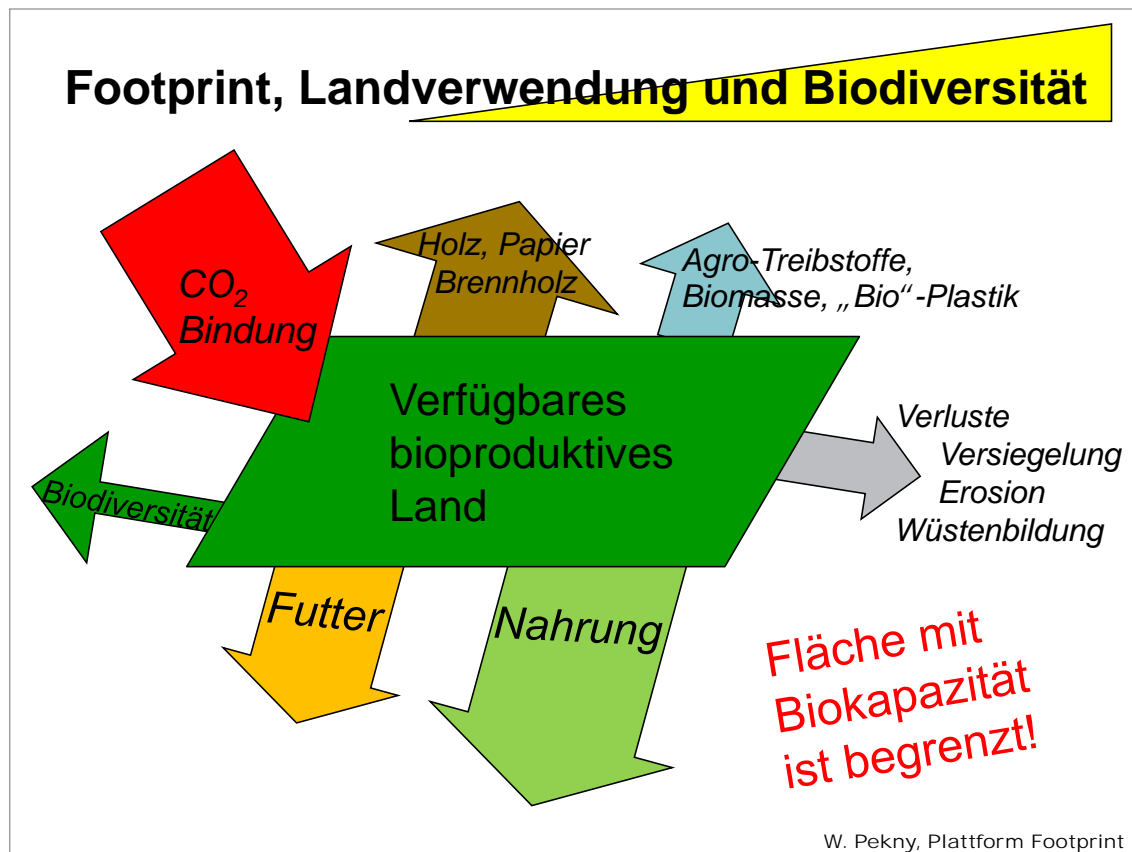 Footprint, Landverwendung und Biodiversität
CO₂
Bindung
Holz, Papier
Brennholz
Agro-Treibstoffe,
Biomasse, „Bio“-Plastik
Verfügbares
bioproduktives
Land
Verluste
Versiegelung
Erosion
Wüstenbildung
Biodiversität
Futter
Nahrung
Fläche mit
Biokapazität
ist begrenzt!
W. Pekny, Plattform Footprint